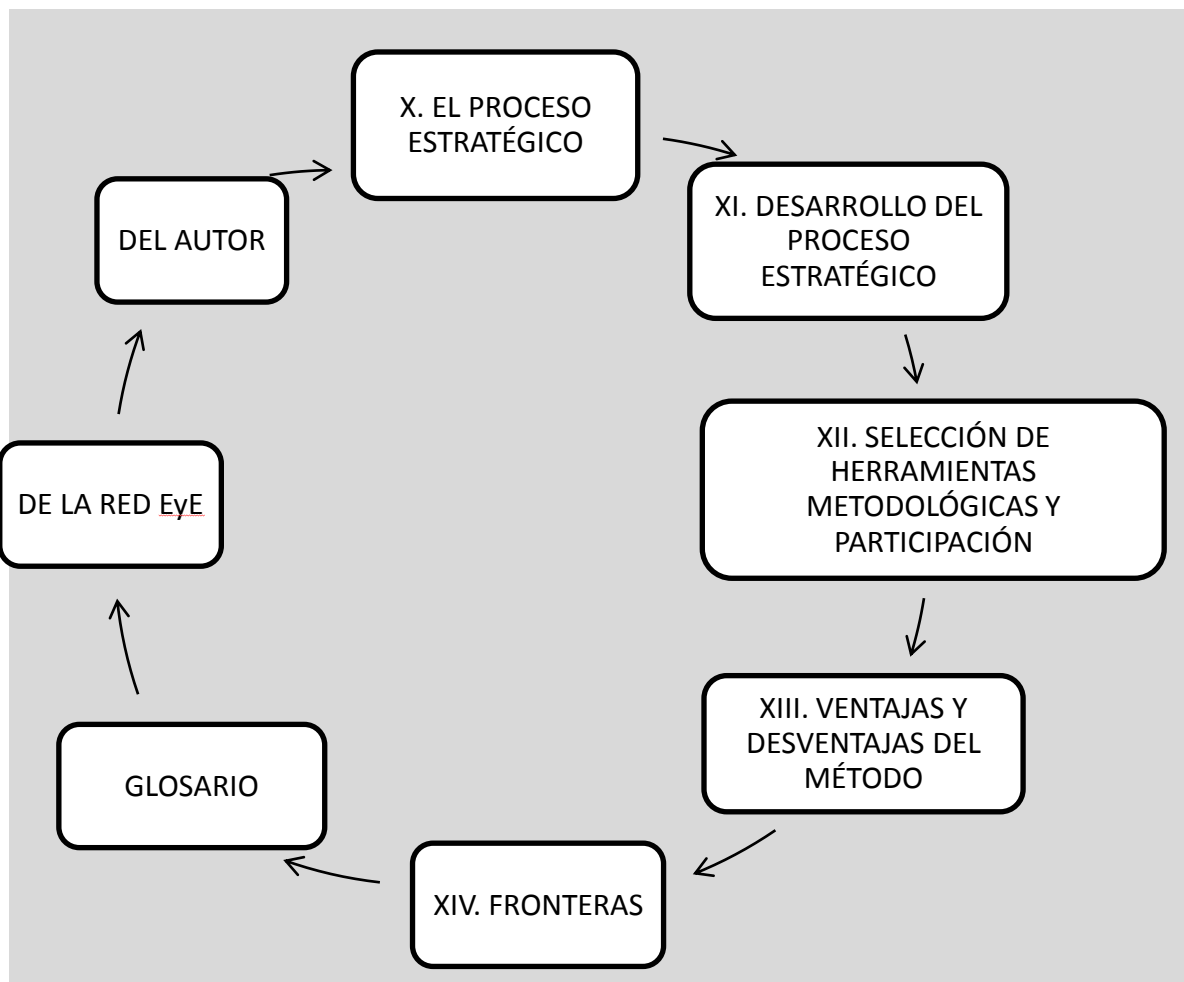 X. EL PROCESO
ESTRATÉGICO
XI. DESARROLLO DEL
PROCESO
ESTRATÉGICO
XII. SELECCIÓN DE
HERRAMIENTAS
METODOLÓGICAS Y
PARTICIPACIÓN
XIII. VENTAJAS Y
DESVENTAJAS DEL
MÉTODO
XIV. FRONTERAS
GLOSARIO
DE LA RED EyE
DEL AUTOR